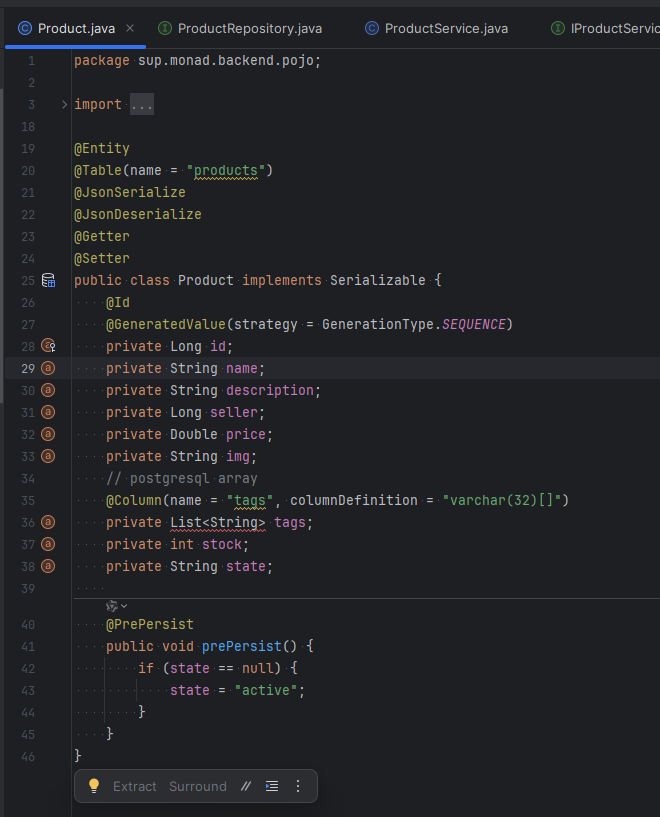 Product.java
ProductRepository.java
ProductService.java
IProductServic
1 package sup.monad.backend.pojo;
2
3 import ...
18
19 @Entity
20 @Table(name = "products")
21 @JsonSerialize
22 @JsonDeserialize
23 @Getter
24 @Setter
25 public class Product implements Serializable {
26 @Id
27 @GeneratedValue(strategy = GenerationType.SEQUENCE)
28 private Long id;
29 private String name;
30 private String description;
31 private Long seller;
32 private Double price;
33 private String img;
34 // postgresql array
35 @Column(name = "tags", columnDefinition = "varchar(32)[]")
36 private List<String> tags;
37 private int stock;
38 private String state;
39
40 @PrePersist
41 public void prePersist() {
42 if (state == null) {
43 state = "active";
44 }
45 }
46 }
Extract Surround //